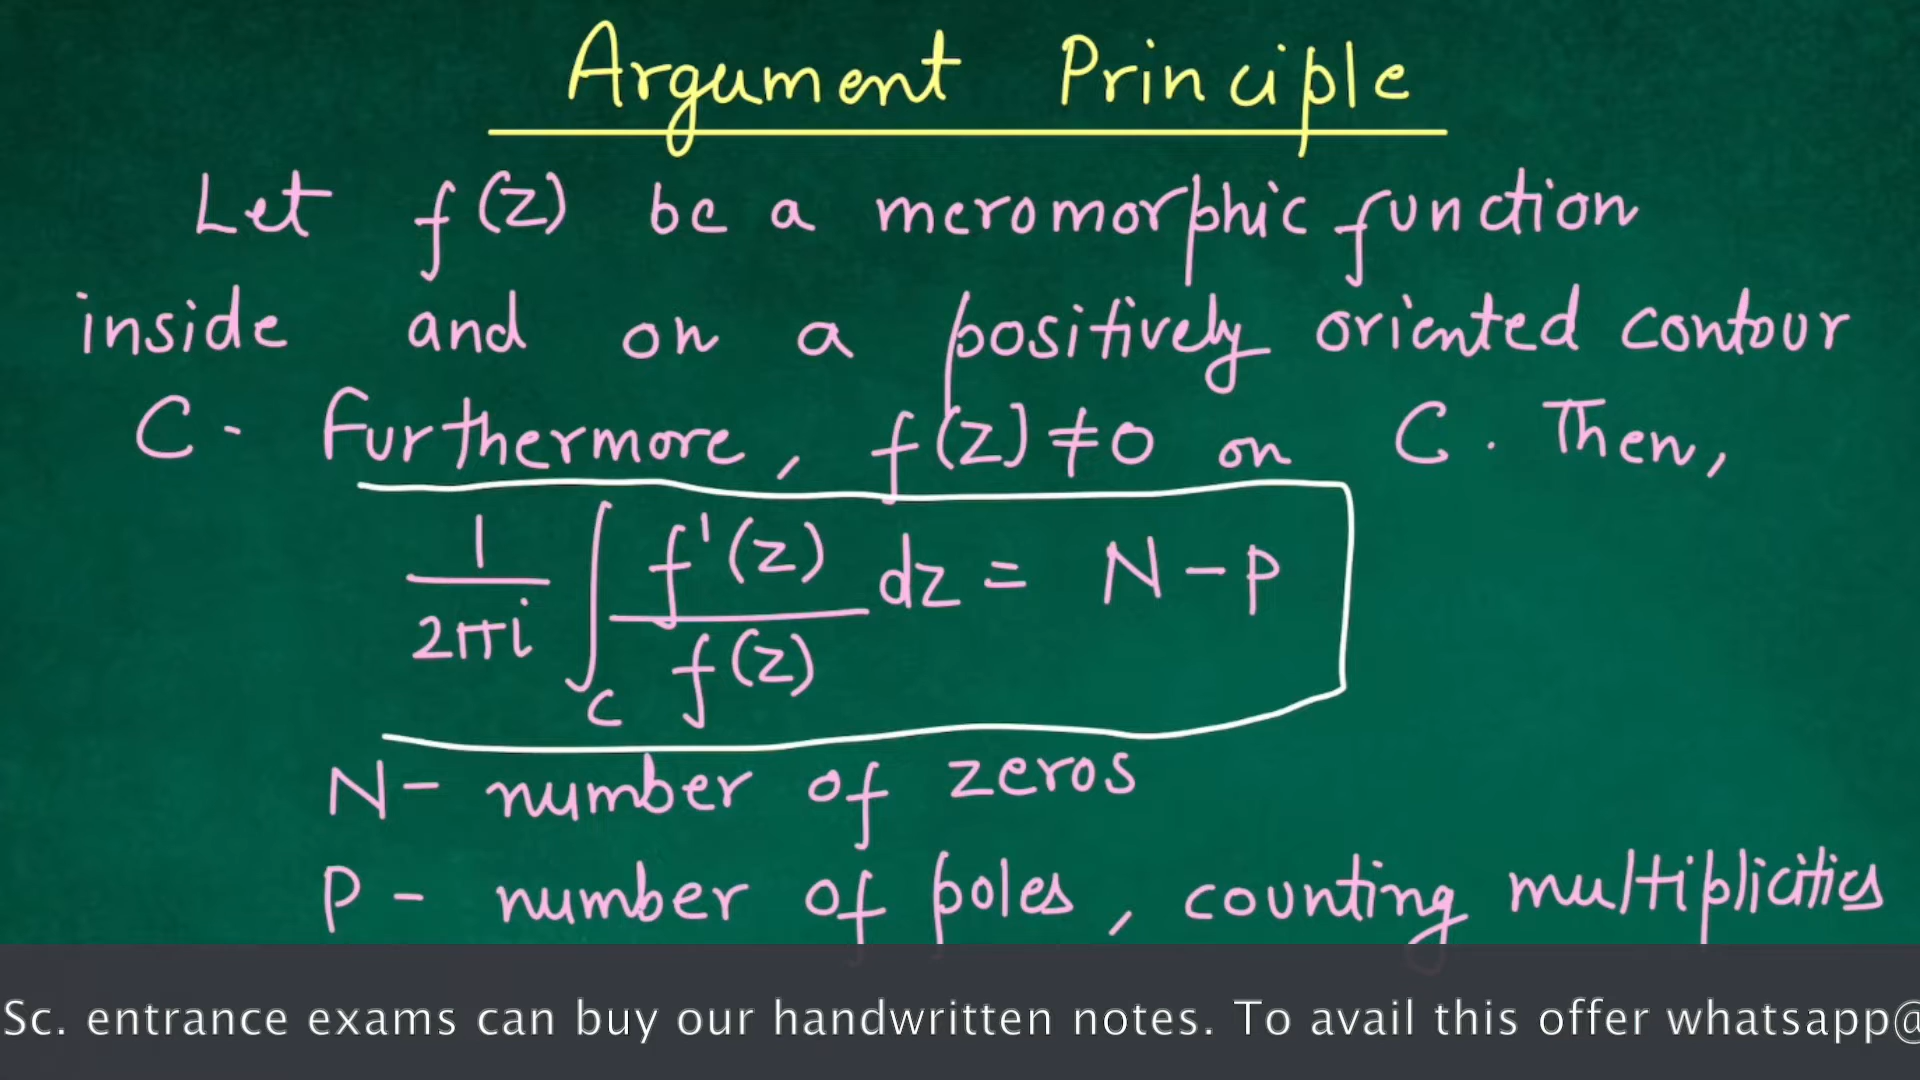 Argument Principle
Let f(z) be a meromorphic function
inside and on a positively oriented contour
C. Furthermore, f(z) ≠ 0 on C. Then,
1/2πi ∫_C f'(z)/f(z) dz = N - P
N - number of zeros
P - number of poles, counting multiplicities
Sc. entrance exams can buy our handwritten notes. To avail this offer whatsapp@